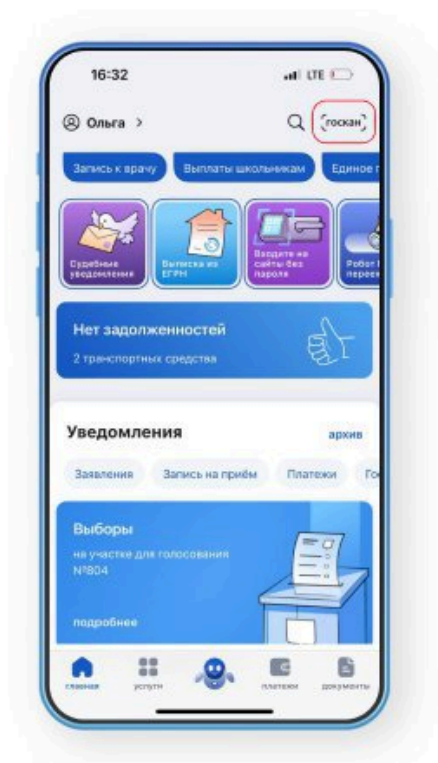 16:32
LTE
Ольга >
госкан
Запись к врачу
Выплаты школьникам
Единое
Судебные
уведомления
Выписка из
ЕГРН
Входите на
сайты без
пароля
Робот
Нет задолженностей
2 транспортных средства
Уведомления
архив
Заявления
Запись на приём
Платежи
Го
Выборы
на участке для голосования
№804
подробнее
главная
услуги
платежи
документы